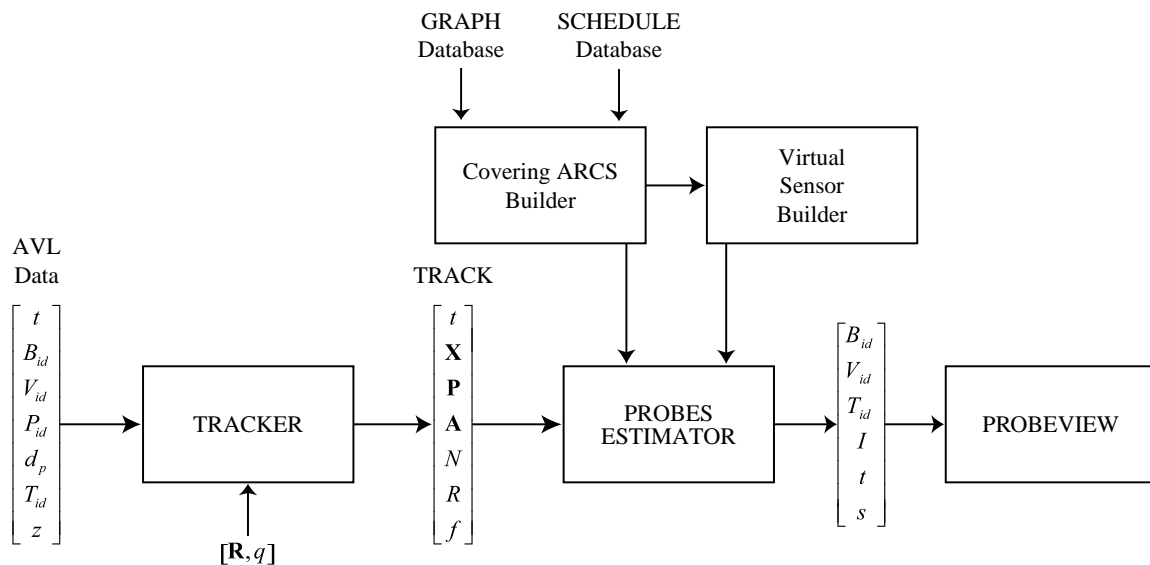 GRAPH
Database
SCHEDULE
Database
Covering ARCS
Builder
Virtual
Sensor
Builder
AVL
Data
t
B_id
V_id
P_id
d_p
T_id
z
TRACKER
[R, q]
TRACK
t
X
P
A
N
R
f
PROBES
ESTIMATOR
B_id
V_id
T_id
I
t
s
PROBEVIEW